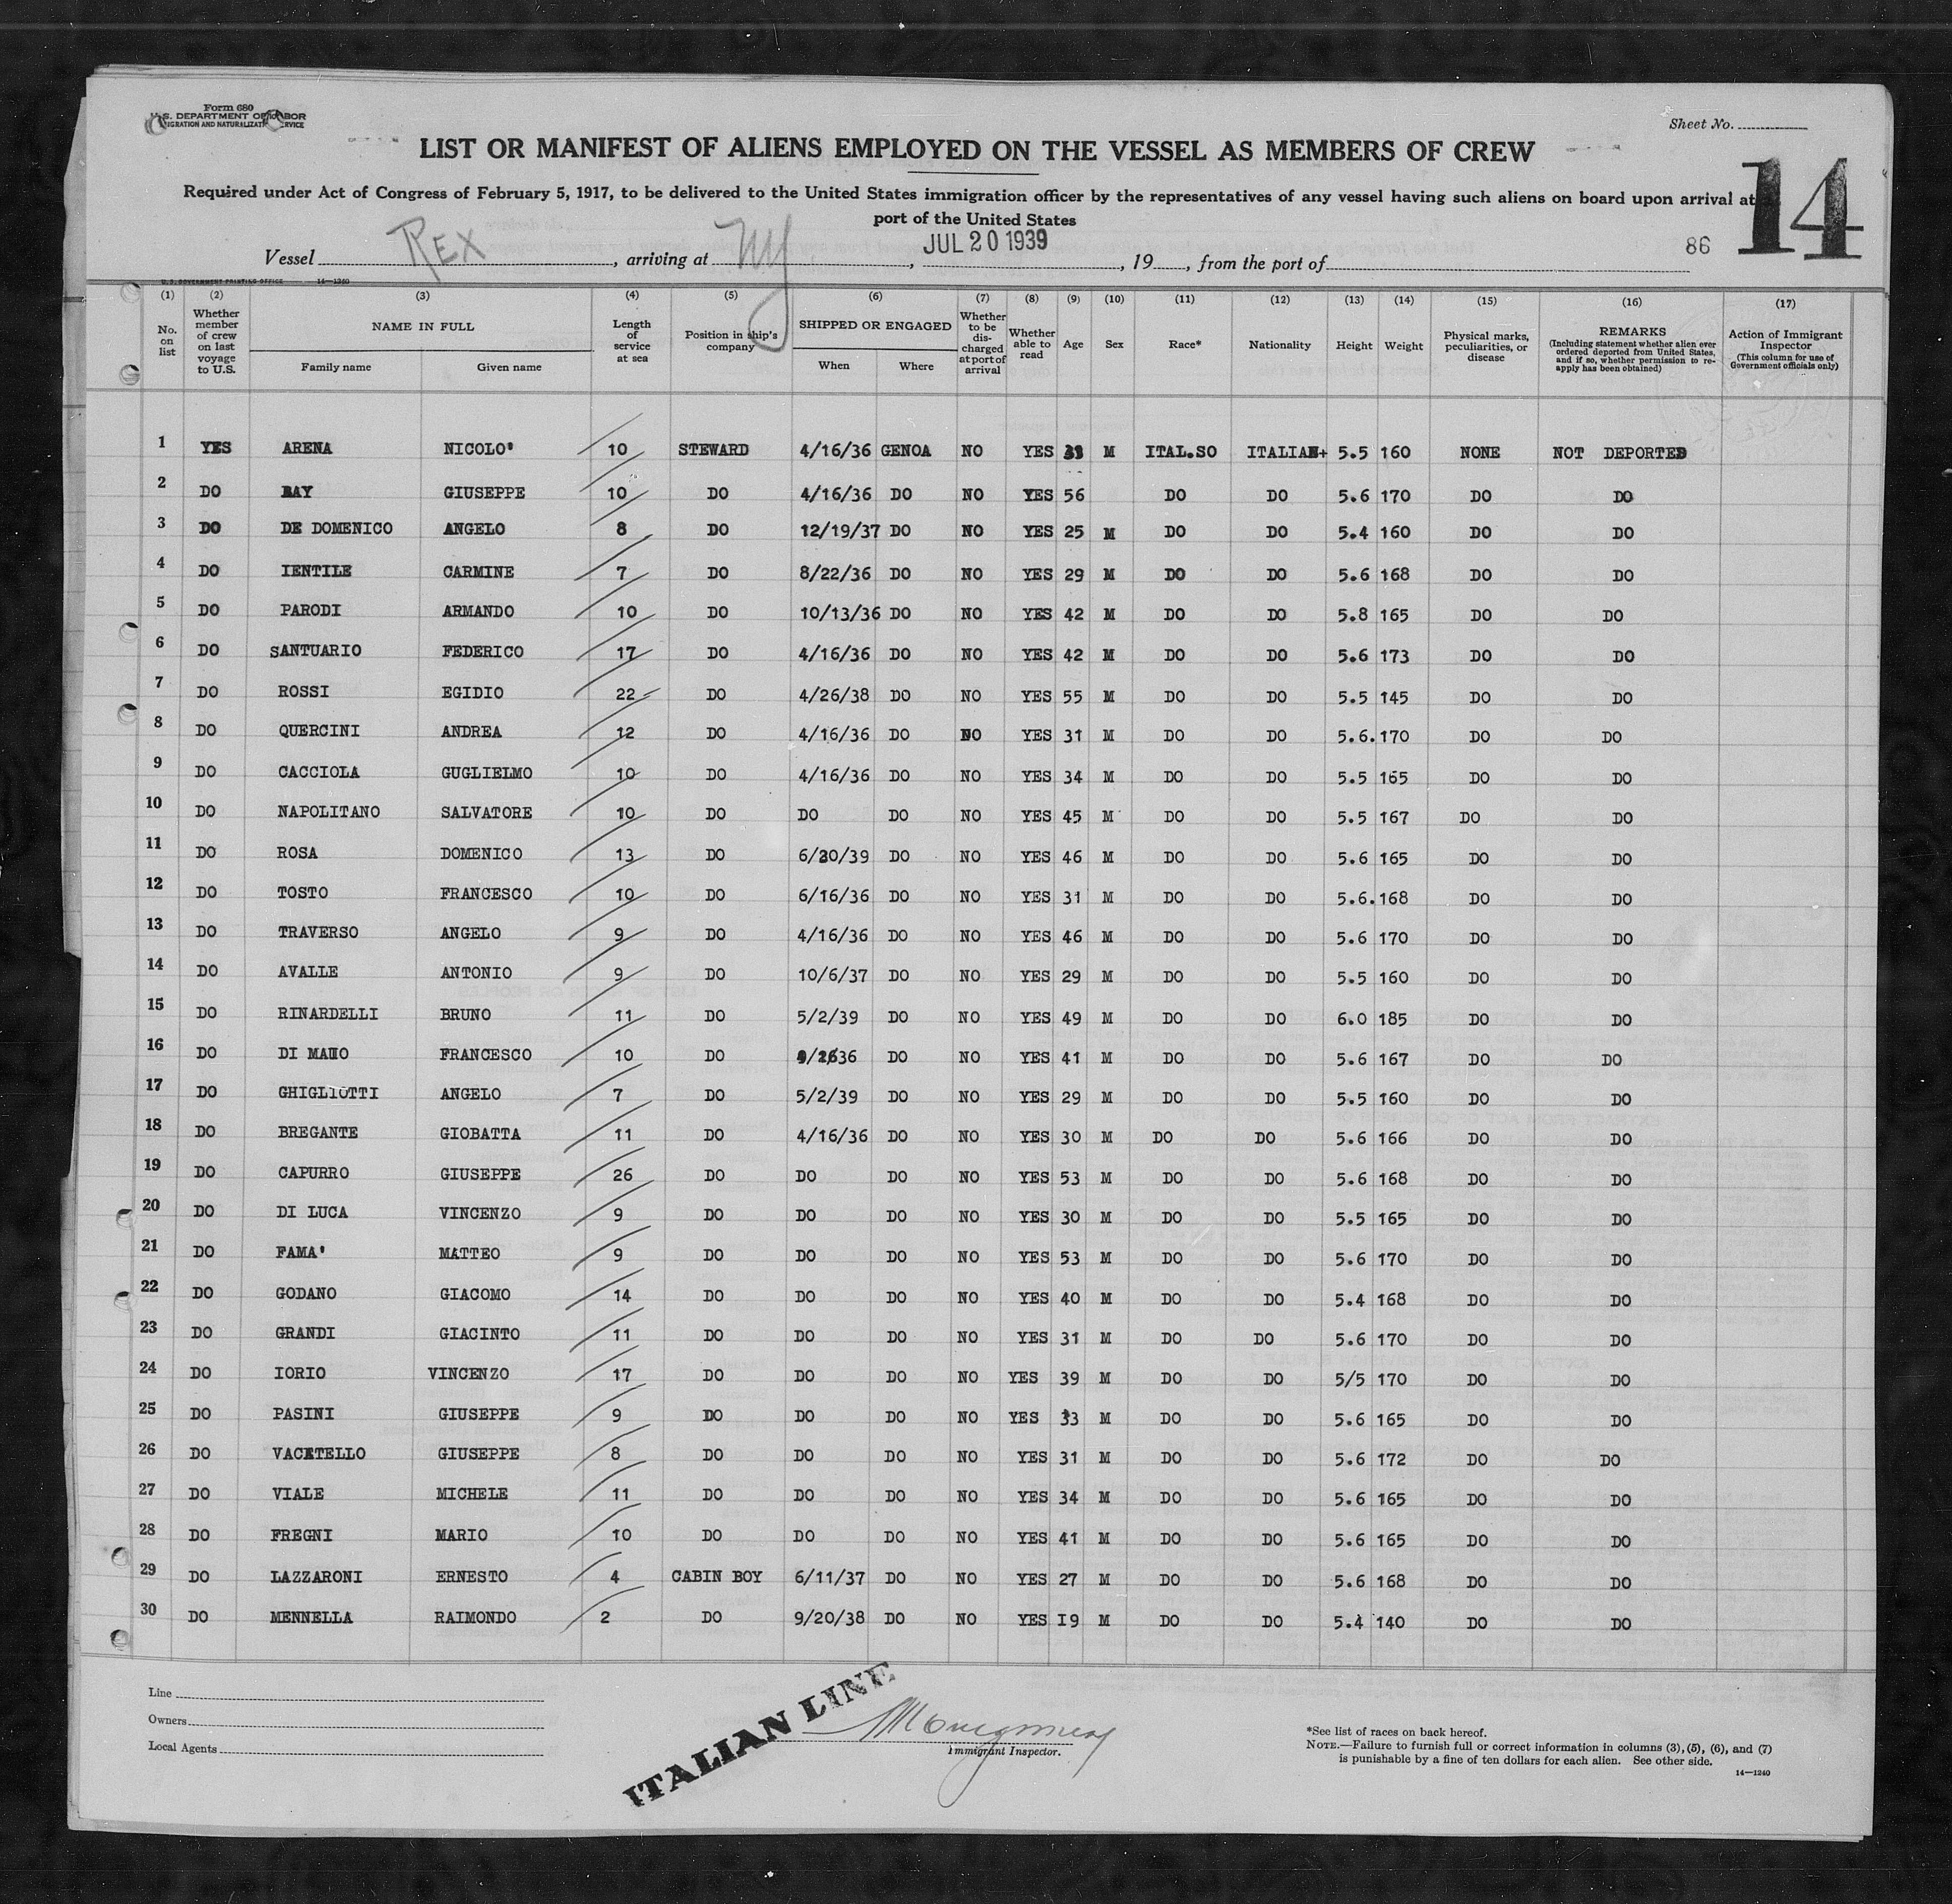 Form 680
U.S. DEPARTMENT OF LABOR
IMMIGRATION AND NATURALIZATION SERVICE
Sheet No.
LIST OR MANIFEST OF ALIENS EMPLOYED ON THE VESSEL AS MEMBERS OF CREW
14
Required under Act of Congress of February 5, 1917, to be delivered to the United States immigration officer by the representatives of any vessel having such aliens on board upon arrival at
port of the United States
Vessel REX, arriving at NY, JUL 20 1939, 19, from the port of 86
U. S. GOVERNMENT PRINTING OFFICE 14—1240
(1) (2) (3) (4) (5) (6) (7) (8) (9) (10) (11) (12) (13) (14) (15) (16) (17)
No. on list | Whether member of crew on last voyage to U.S. | NAME IN FULL Family name Given name | Length of service at sea | Position in ship's company | SHIPPED OR ENGAGED When Where | Whether to be discharged at port of arrival | Whether able to read | Age | Sex | Race* | Nationality | Height | Weight | Physical marks, peculiarities, or disease | REMARKS (Including statement whether alien ever ordered deported from United States, and if so, whether permission to re-apply has been obtained) | Action of Immigrant Inspector (This column for use of Government officials only)
1 YES ARENA NICOLO' 10 STEWARD 4/16/36 GENOA NO YES M ITAL.SO ITALIAN+ 5.5 160 NONE NOT DEPORTED
2 DO GIUSEPPE 10 DO 4/16/36 DO NO YES 56 DO DO 5.6 170 DO DO
3 DO DE DOMENICO ANGELO 8 DO 12/19/37 DO NO YES 25 M DO DO 5.4 160 DO DO
4 DO IENTILE CARMINE 7 DO 8/22/36 DO NO YES 29 M DO DO 5.6 168 DO DO
5 DO PARODI ARMANDO 10 DO 10/13/36 DO NO YES 42 M DO DO 5.8 165 DO DO
6 DO SANTUARIO FEDERICO 17 DO 4/16/36 DO NO YES 42 M DO DO 5.6 173 DO DO
7 DO ROSSI EGIDIO 22 DO 4/26/38 DO NO YES 55 M DO DO 5.5 145 DO DO
8 DO QUERCINI ANDREA 12 DO 4/16/36 DO NO YES 31 M DO DO 5.6. 170 DO DO
9 DO CACCIOLA GUGLIELMO 10 DO 4/16/36 DO NO YES 34 M DO DO 5.5 165 DO DO
10 DO NAPOLITANO SALVATORE 10 DO DO DO NO YES 45 M DO DO 5.5 167 DO DO
11 DO ROSA DOMENICO 13 DO DO NO YES 46 M DO DO 5.6 165 DO DO
12 DO TOSTO FRANCESCO 10 DO 6/16/36 DO NO YES 31 M DO DO 5.6. 168 DO DO
13 DO TRAVERSO ANGELO 9 DO 4/16/36 DO NO YES 46 M DO DO 5.6 170 DO DO
14 DO AVALLE ANTONIO 9 DO 10/6/37 DO NO YES 29 M DO DO 5.5 160 DO DO
15 DO RINARDELLI BRUNO 11 DO 5/2/39 DO NO YES 49 M DO DO 6.0 185 DO DO
16 DO DI FRANCESCO 10 DO DO NO YES 41 M DO DO 5.6 167 DO DO
17 DO GHIGLIOTTI ANGELO 7 DO 5/2/39 DO NO YES 29 M DO DO 5.5 160 DO DO
18 DO BREGANTE GIOBATTA 11 DO 4/16/36 DO NO YES 30 M DO DO 5.6 166 DO DO
19 DO CAPURRO GIUSEPPE 26 DO DO DO NO YES 53 M DO DO 5.6 168 DO DO
20 DO DI LUCA VINCENZO 9 DO DO DO NO YES 30 M DO DO 5.5 165 DO DO
21 DO FAMA' MATTEO 9 DO DO DO NO YES 53 M DO DO 5.6 170 DO DO
22 DO GODANO GIACOMO 14 DO DO DO NO YES 40 M DO DO 5.4 168 DO DO
23 DO GRANDI GIACINTO 11 DO DO DO NO YES 31 M DO DO 5.6 170 DO DO
24 DO IORIO VINCENZO 17 DO DO DO NO YES 39 M DO DO 5/5 170 DO DO
25 DO PASINI GIUSEPPE 9 DO DO DO NO YES 33 M DO DO 5.6 165 DO DO
26 DO GIUSEPPE 8 DO DO DO NO YES 31 M DO DO 5.6 172 DO DO
27 DO VIALE MICHELE 11 DO DO DO NO YES 34 M DO DO 5.6 165 DO DO
28 DO FREGNI MARIO 10 DO DO DO NO YES 41 M DO DO 5.6 165 DO DO
29 DO LAZZARONI ERNESTO 4 CABIN BOY 6/11/37 DO NO YES 27 M DO DO 5.6 168 DO DO
30 DO MENNELLA RAIMONDO 2 DO 9/20/38 DO NO YES I9 M DO DO 5.4 140 DO DO
Line
Owners
Local Agents
ITALIAN LINE
Immigrant Inspector.
*See list of races on back hereof.
NOTE.—Failure to furnish full or correct information in columns (3), (5), (6), and (7)
is punishable by a fine of ten dollars for each alien. See other side.
14—1240